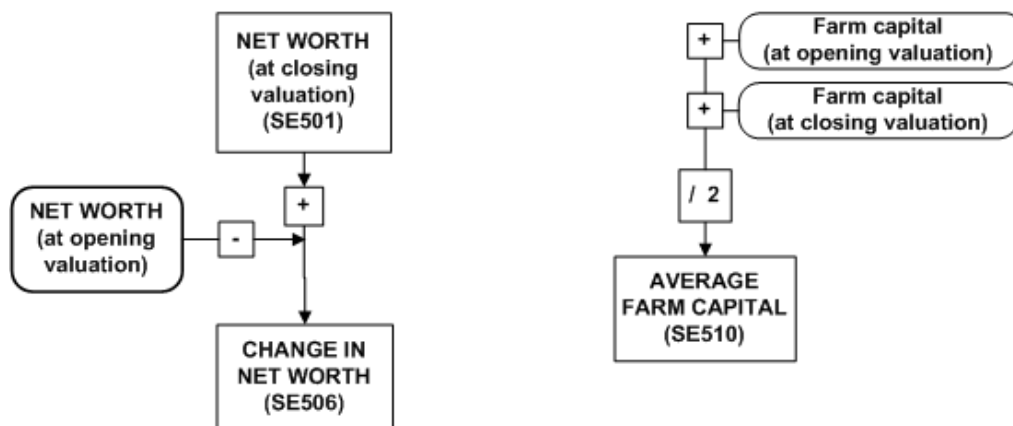 NET WORTH
(at closing
valuation)
(SE501)
+
NET WORTH
(at opening
valuation)
-
CHANGE IN
NET WORTH
(SE506)
+
Farm capital
(at opening valuation)
+
Farm capital
(at closing valuation)
/ 2
AVERAGE
FARM CAPITAL
(SE510)